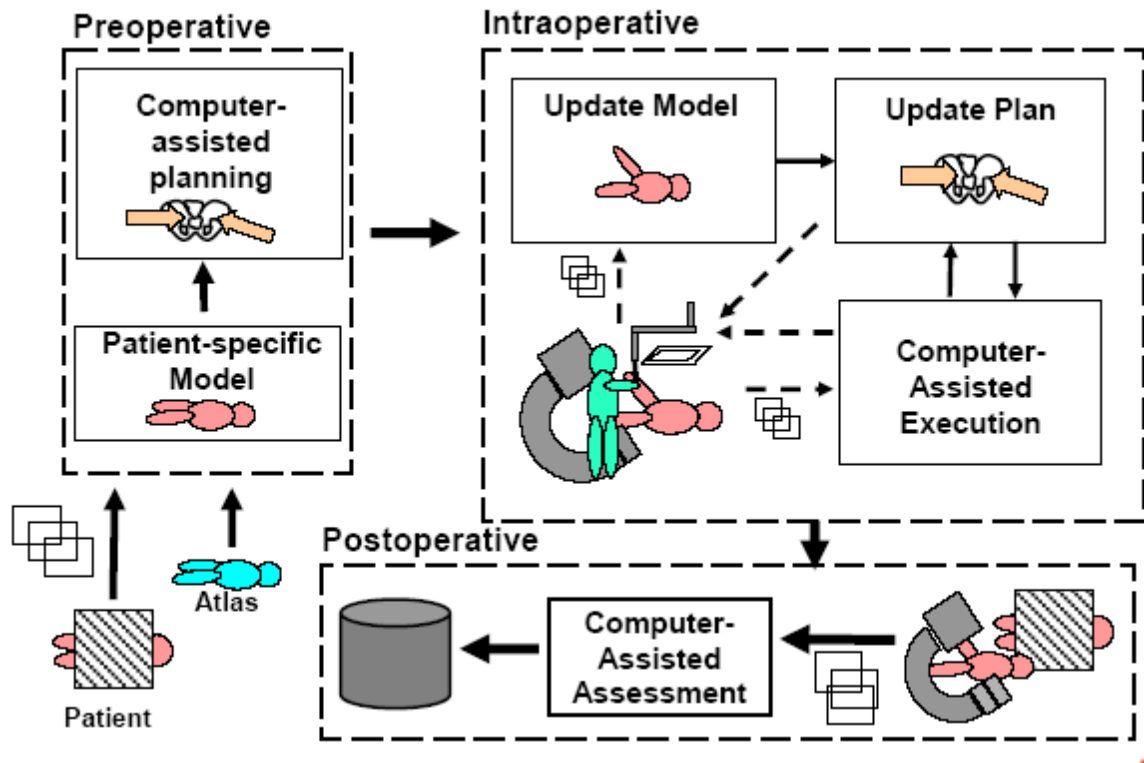 Preoperative
Computer-
assisted
planning
Patient-specific
Model
Atlas
Patient
Intraoperative
Update Model
Update Plan
Computer-
Assisted
Execution
Postoperative
Computer-
Assisted
Assessment